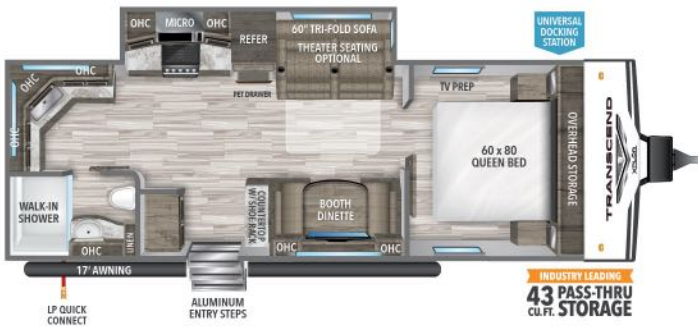 OHC
MICRO
OHC
REFER
60" TRI-FOLD SOFA
THEATER SEATING
OPTIONAL
UNIVERSAL
DOCKING
STATION
OHC
OHC
OHC
PET DRAWER
TV PREP
60 x 80
QUEEN BED
OVERHEAD STORAGE
TRANSCEND
XPLOR
WALK-IN
SHOWER
OHC
LINEN
COUNTERTOP
W/ SHOE RACK
BOOTH
DINETTE
OHC
OHC
17' AWNING
LP QUICK
CONNECT
ALUMINUM
ENTRY STEPS
INDUSTRY LEADING
43 CU.FT. PASS-THRU
STORAGE